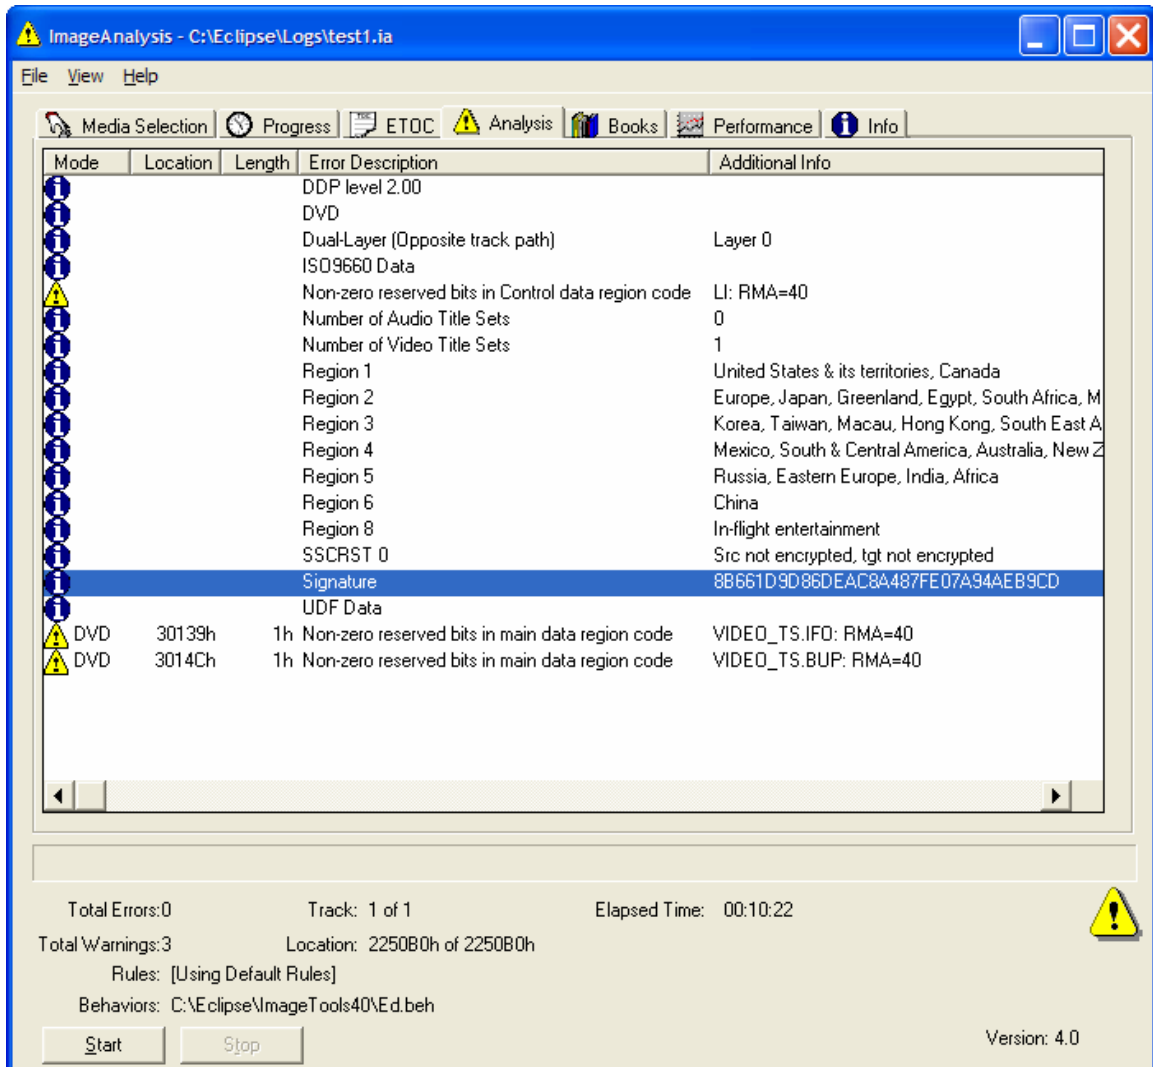 ImageAnalysis - C:\Eclipse\Logs\test1.ia
File View Help
Media Selection Progress ETOC Analysis Books Performance Info
Mode Location Length Error Description Additional Info
DDP level 2.00
DVD
Dual-Layer (Opposite track path) Layer 0
ISO9660 Data
Non-zero reserved bits in Control data region code LI: RMA=40
Number of Audio Title Sets 0
Number of Video Title Sets 1
Region 1 United States & its territories, Canada
Region 2 Europe, Japan, Greenland, Egypt, South Africa, M
Region 3 Korea, Taiwan, Macau, Hong Kong, South East A
Region 4 Mexico, South & Central America, Australia, New Z
Region 5 Russia, Eastern Europe, India, Africa
Region 6 China
Region 8 In-flight entertainment
SSCRST 0 Src not encrypted, tgt not encrypted
Signature 8B661D9D86DEAC8A487FE07A94AEB9CD
UDF Data
DVD 30139h 1h Non-zero reserved bits in main data region code VIDEO_TS.IFO: RMA=40
DVD 3014Ch 1h Non-zero reserved bits in main data region code VIDEO_TS.BUP: RMA=40
Total Errors:0 Track: 1 of 1 Elapsed Time: 00:10:22
Total Warnings:3 Location: 2250B0h of 2250B0h
Rules: [Using Default Rules]
Behaviors: C:\Eclipse\ImageTools40\Ed.beh
Start Stop Version: 4.0